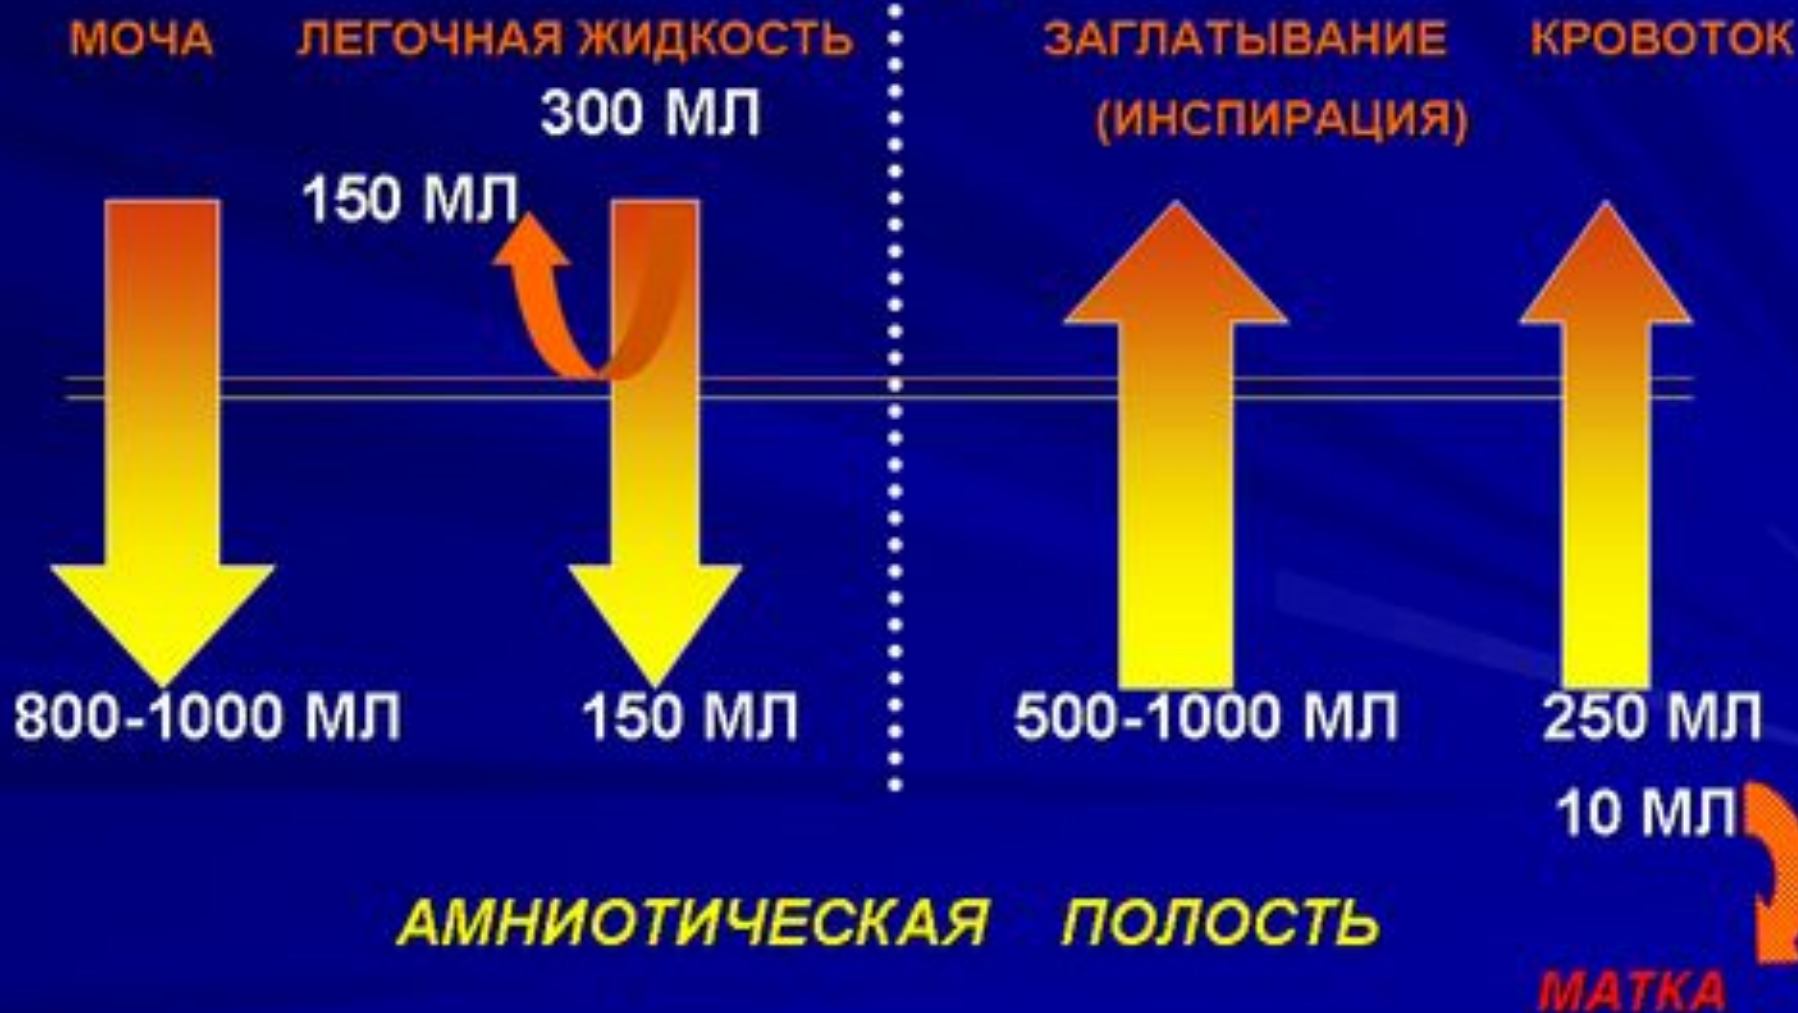 МОЧА ЛЕГОЧНАЯ ЖИДКОСТЬ ЗАГЛАТЫВАНИЕ КРОВОТОК
300 МЛ (ИНСПИРАЦИЯ)
150 МЛ
800-1000 МЛ 150 МЛ 500-1000 МЛ 250 МЛ
10 МЛ
АМНИОТИЧЕСКАЯ ПОЛОСТЬ
МАТКА